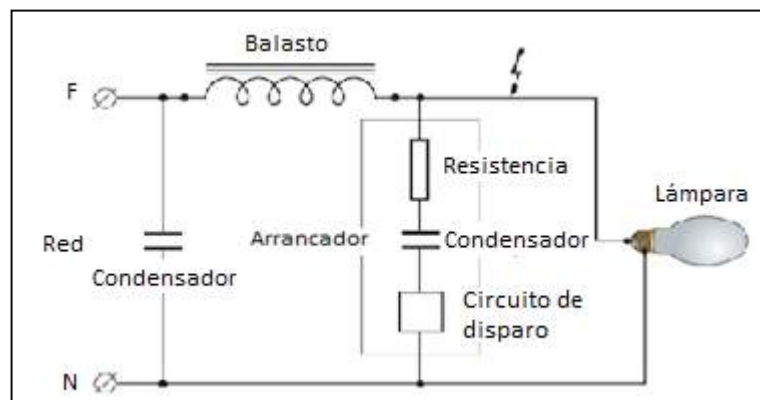 Balasto
F
Resistencia
Lámpara
Red
Arrancador
Condensador
Condensador
Circuito de
disparo
N